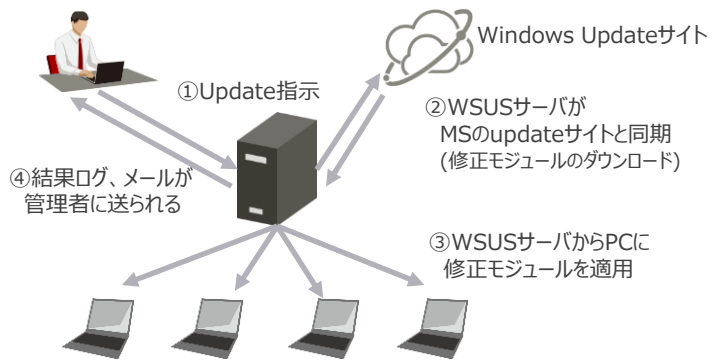 Windows Updateサイト
①Update指示
②WSUSサーバが
MSのupdateサイトと同期
(修正モジュールのダウンロード)
④結果ログ、メールが
管理者に送られる
③WSUSサーバからPCに
修正モジュールを適用